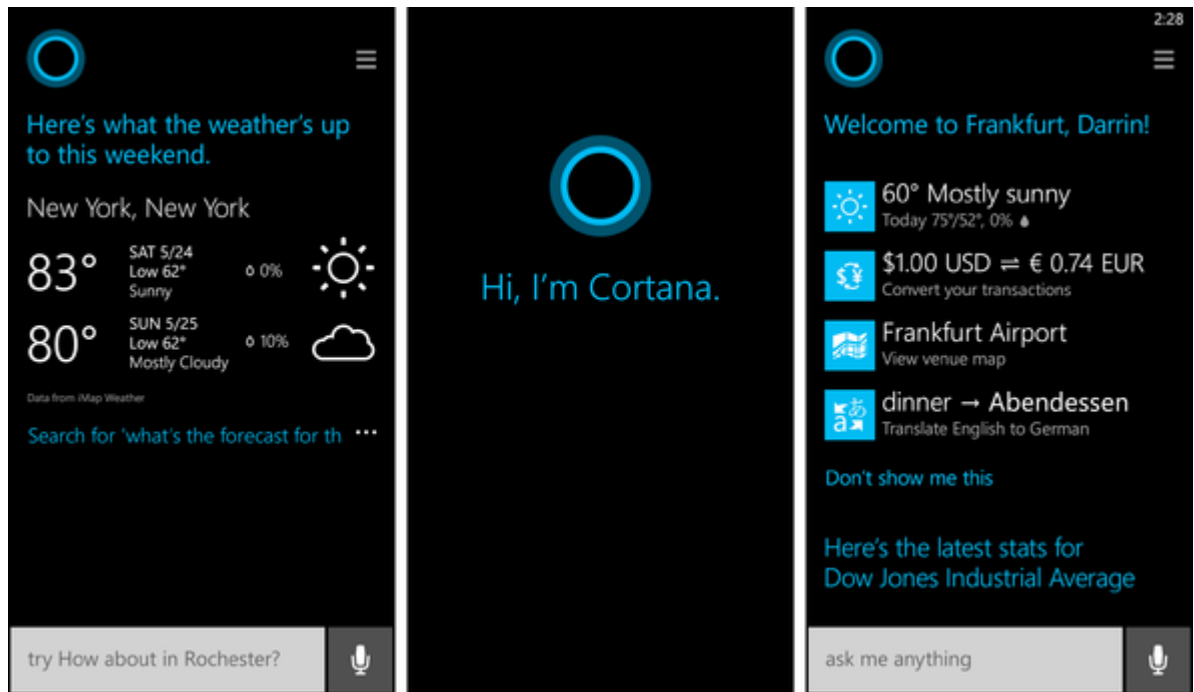 Here's what the weather's up
to this weekend.
New York, New York
83°
SAT 5/24
Low 62°
Sunny
0%
80°
SUN 5/25
Low 62°
Mostly Cloudy
10%
Data from iMap Weather
Search for 'what's the forecast for th ...
try How about in Rochester?
Hi, I'm Cortana.
2:28
Welcome to Frankfurt, Darrin!
60° Mostly sunny
Today 75°/52°, 0%
$1.00 USD ⇌ € 0.74 EUR
Convert your transactions
Frankfurt Airport
View venue map
あ
a
dinner → Abendessen
Translate English to German
Don't show me this
Here's the latest stats for
Dow Jones Industrial Average
ask me anything